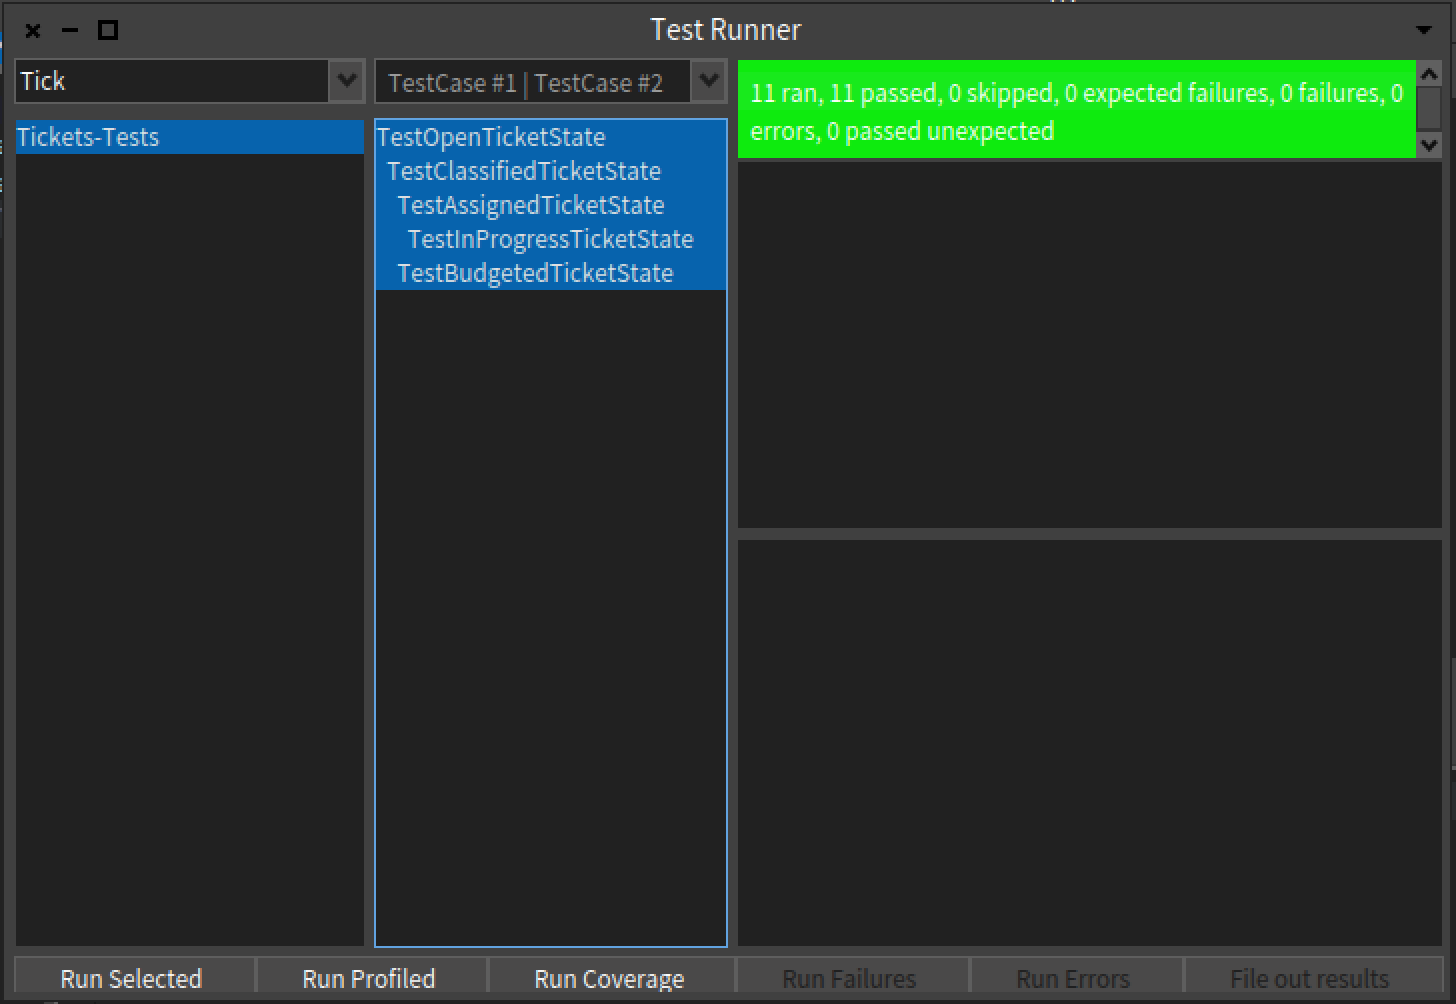 Test Runner
Tick
TestCase #1 | TestCase #2
11 ran, 11 passed, 0 skipped, 0 expected failures, 0 failures, 0
errors, 0 passed unexpected
Tickets-Tests
TestOpenTicketState
TestClassifiedTicketState
TestAssignedTicketState
TestInProgressTicketState
TestBudgetedTicketState
Run Selected
Run Profiled
Run Coverage
Run Failures
Run Errors
File out results